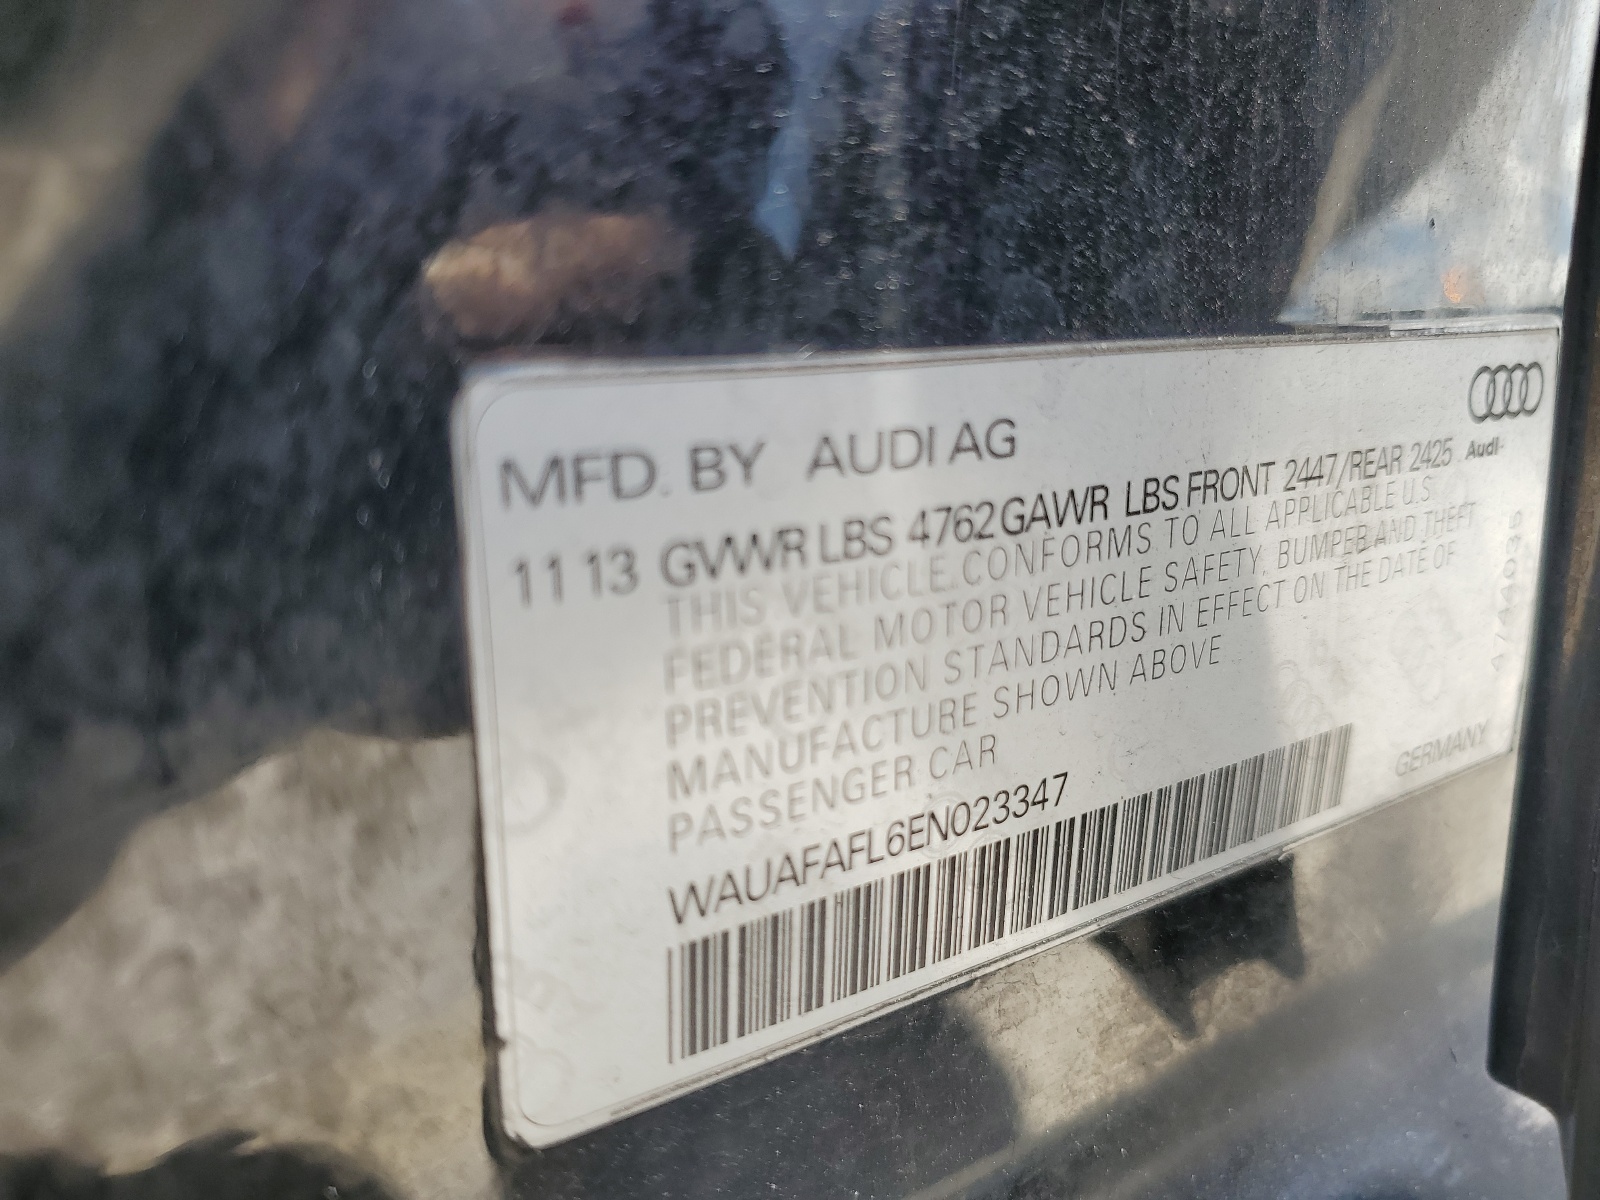 MFD. BY AUDI AG
11 13 GVWR LBS 4762 GAWR LBS FRONT 2447/REAR 2425
Audi
THIS VEHICLE CONFORMS TO ALL APPLICABLE U.S
FEDERAL MOTOR VEHICLE SAFETY, BUMPER AND THEFT
PREVENTION STANDARDS IN EFFECT ON THE DATE OF
MANUFACTURE SHOWN ABOVE
PASSENGER CAR
WAUAFAFL6EN023347
GERMANY